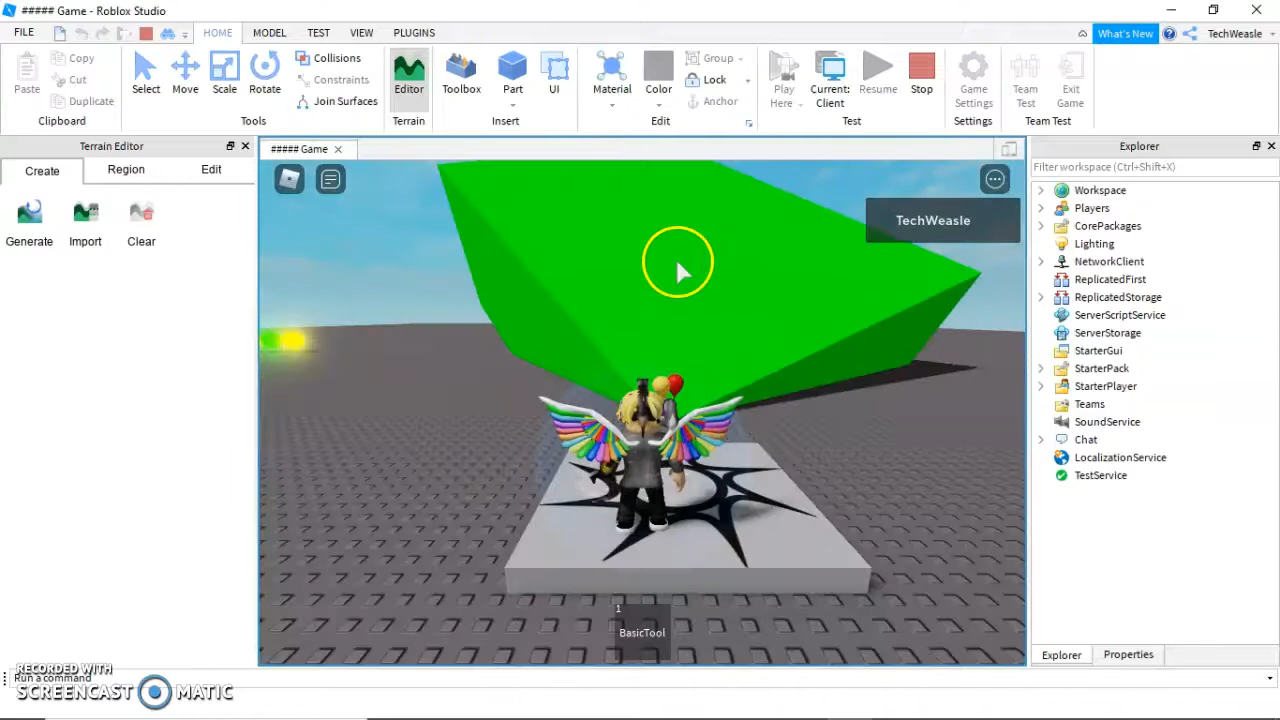 ##### Game - Roblox Studio
FILE HOME MODEL TEST VIEW PLUGINS What's New TechWeasle
Paste Copy Cut Duplicate Clipboard
Select Move Scale Rotate Collisions Constraints Join Surfaces Tools
Editor Terrain
Toolbox Part UI Insert
Material Color Group Lock Anchor Edit
Play Here Current: Client Resume Stop Test
Game Settings Settings
Team Test Exit Game Team Test
Terrain Editor
Create Region Edit
Generate Import Clear
##### Game
TechWeasle
1
BasicTool
Explorer
Filter workspace (Ctrl+Shift+X)
Workspace
Players
CorePackages
Lighting
NetworkClient
ReplicatedFirst
ReplicatedStorage
ServerScriptService
ServerStorage
StarterGui
StarterPack
StarterPlayer
Teams
SoundService
Chat
LocalizationService
TestService
Explorer Properties
Run a command
RECORDED WITH
SCREENCAST MATIC